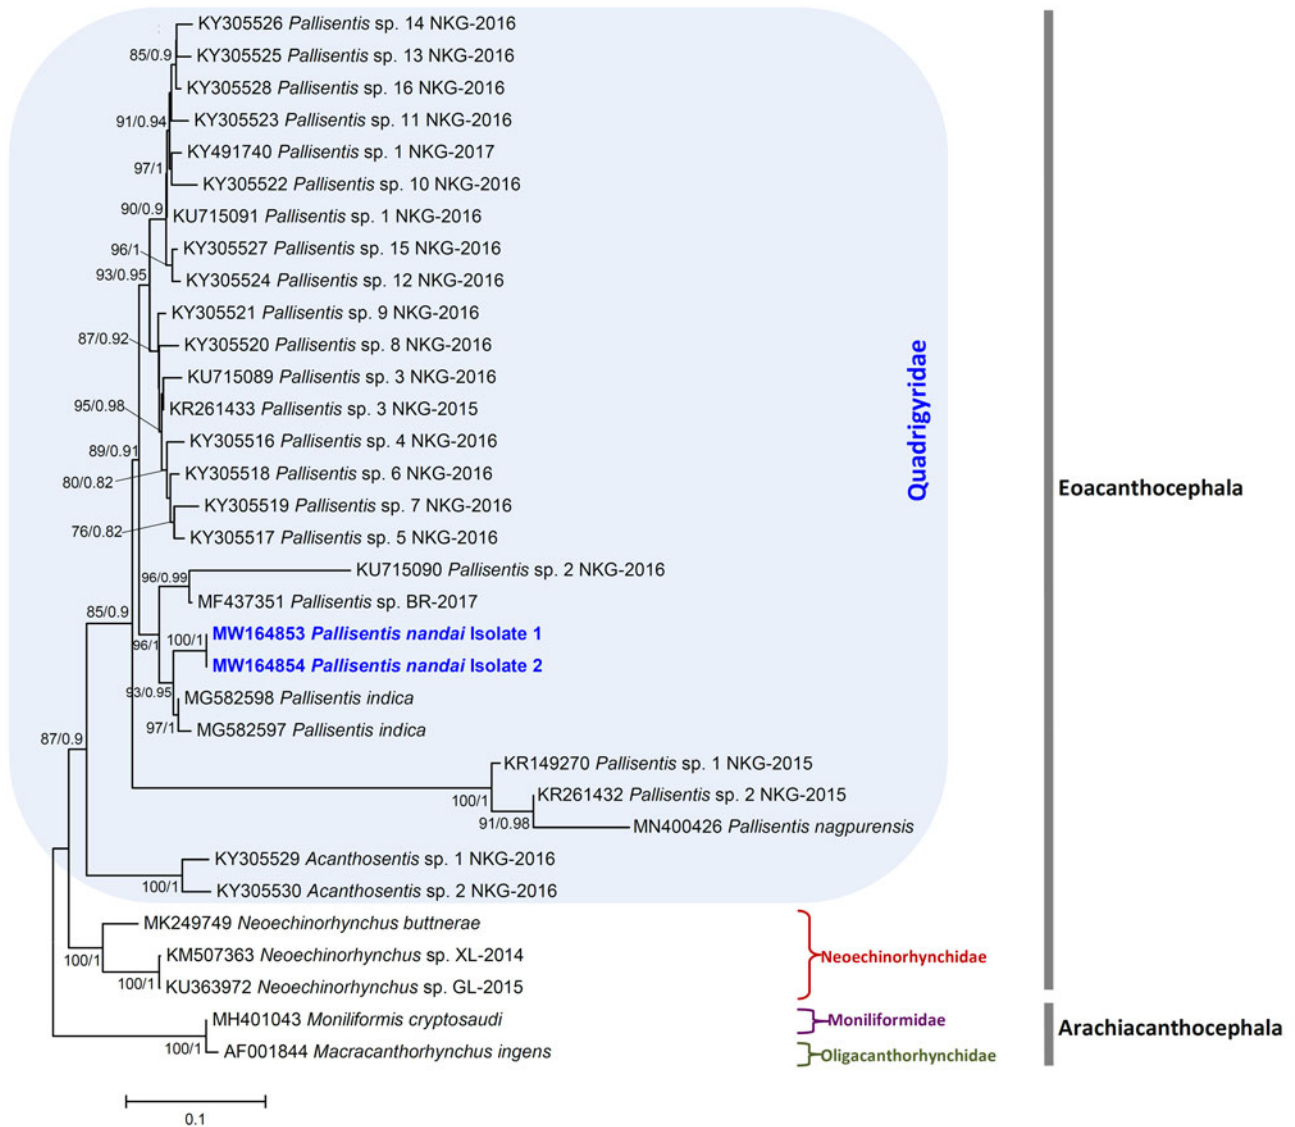 KY305526 Pallisentis sp. 14 NKG-2016
85/0.9
KY305525 Pallisentis sp. 13 NKG-2016
KY305528 Pallisentis sp. 16 NKG-2016
91/0.94
KY305523 Pallisentis sp. 11 NKG-2016
KY491740 Pallisentis sp. 1 NKG-2017
97/1
KY305522 Pallisentis sp. 10 NKG-2016
90/0.9
KU715091 Pallisentis sp. 1 NKG-2016
96/1
KY305527 Pallisentis sp. 15 NKG-2016
93/0.95
KY305524 Pallisentis sp. 12 NKG-2016
KY305521 Pallisentis sp. 9 NKG-2016
87/0.92
KY305520 Pallisentis sp. 8 NKG-2016
KU715089 Pallisentis sp. 3 NKG-2016
95/0.98
KR261433 Pallisentis sp. 3 NKG-2015
89/0.91
KY305516 Pallisentis sp. 4 NKG-2016
80/0.82
KY305518 Pallisentis sp. 6 NKG-2016
KY305519 Pallisentis sp. 7 NKG-2016
76/0.82
KY305517 Pallisentis sp. 5 NKG-2016
96/0.99
KU715090 Pallisentis sp. 2 NKG-2016
MF437351 Pallisentis sp. BR-2017
85/0.9
96/1
100/1
MW164853 Pallisentis nandai Isolate 1
MW164854 Pallisentis nandai Isolate 2
93/0.95
MG582598 Pallisentis indica
97/1
MG582597 Pallisentis indica
87/0.9
KR149270 Pallisentis sp. 1 NKG-2015
100/1
KR261432 Pallisentis sp. 2 NKG-2015
91/0.98
MN400426 Pallisentis nagpurensis
KY305529 Acanthosentis sp. 1 NKG-2016
100/1
KY305530 Acanthosentis sp. 2 NKG-2016
MK249749 Neoechinorhynchus buttnerae
100/1
KM507363 Neoechinorhynchus sp. XL-2014
100/1
KU363972 Neoechinorhynchus sp. GL-2015
MH401043 Moniliformis cryptosaudi
100/1
AF001844 Macracanthorhynchus ingens
0.1
Quadrigyridae
Neoechinorhynchidae
Moniliformidae
Oligacanthorhynchidae
Eoacanthocephala
Arachiacanthocephala